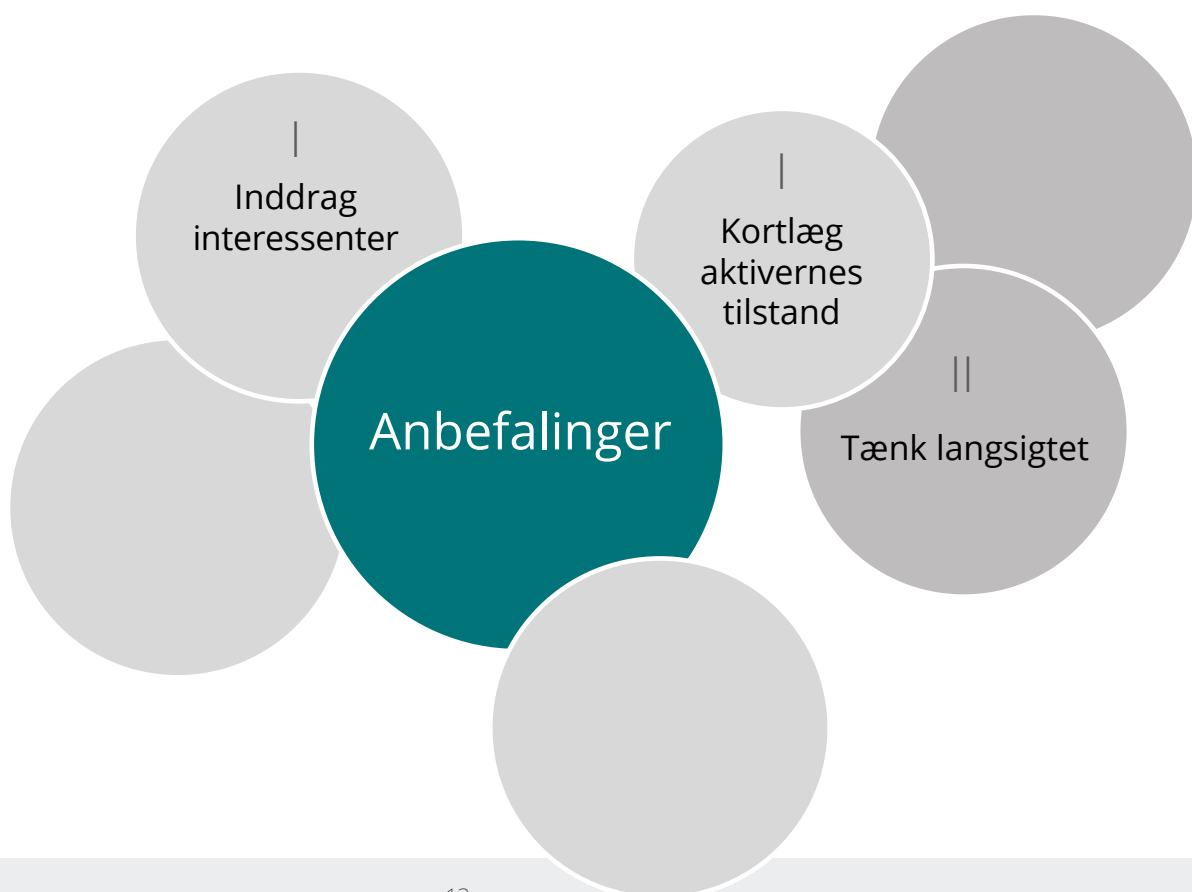 |
Inddrag
interessenter
|
Kortlæg
aktivernes
tilstand
Anbefalinger
||
Tænk langsigtet